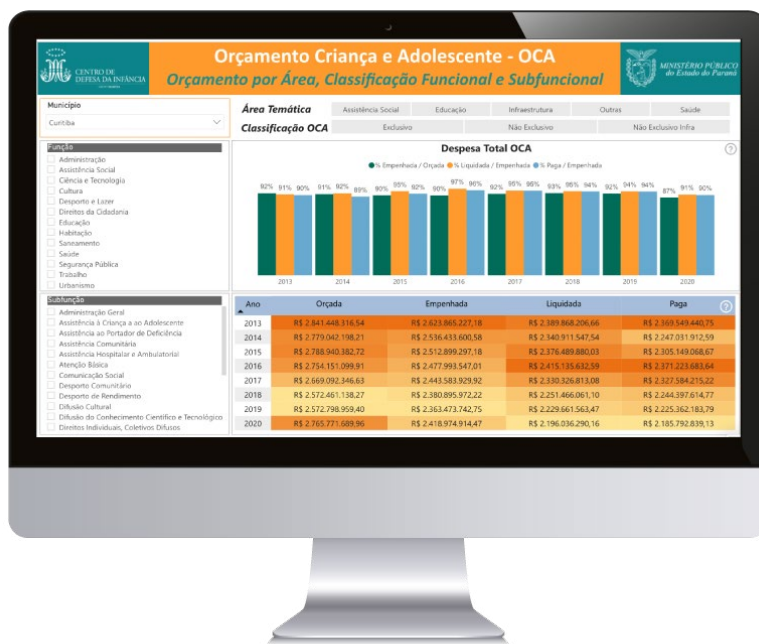 CENTRO DE
DEFESA DA INFÂNCIA
Orçamento Criança e Adolescente - OCA
Orçamento por Área, Classificação Funcional e Subfuncional
MINISTÉRIO PÚBLICO
do Estado do Paraná
Município
Curitiba
Área Temática
Assistência Social Educação Infraestrutura Outras Saúde
Classificação OCA
Exclusivo Não Exclusivo Não Exclusivo Infra
Função
Administração
Assistência Social
Ciência e Tecnologia
Cultura
Desporto e Lazer
Direitos da Cidadania
Educação
Habitação
Saneamento
Saúde
Segurança Pública
Trabalho
Urbanismo
Despesa Total OCA
% Empenhada / Orçada % Liquidada / Empenhada % Paga / Empenhada
92% 91% 90% 91% 92% 89% 90% 95% 92% 90% 97% 96% 92% 95% 95% 93% 95% 94% 92% 94% 94% 87% 91% 90%
2013 2014 2015 2016 2017 2018 2019 2020
Subfunção
Administração Geral
Assistência à Criança e ao Adolescente
Assistência ao Portador de Deficiência
Assistência Comunitária
Assistência Hospitalar e Ambulatorial
Atenção Básica
Comunicação Social
Desporto Comunitário
Desporto de Rendimento
Difusão Cultural
Difusão do Conhecimento Científico e Tecnológico
Direitos Individuais, Coletivos Difusos
Ano Orçada Empenhada Liquidada Paga
2013 R$ 2.841.448.316,54 R$ 2.623.865.227,18 R$ 2.389.868.206,66 R$ 2.369.543.440,75
2014 R$ 2.779.042.198,21 R$ 2.536.433.600,58 R$ 2.340.911.547,54 R$ 2.247.031.912,59
2015 R$ 2.788.940.382,72 R$ 2.512.899.297,18 R$ 2.376.489.880,03 R$ 2.305.149.068,67
2016 R$ 2.754.151.099,91 R$ 2.477.993.547,01 R$ 2.415.135.632,59 R$ 2.371.223.683,64
2017 R$ 2.669.092.346,63 R$ 2.443.583.929,92 R$ 2.330.326.813,08 R$ 2.327.584.215,22
2018 R$ 2.572.461.138,27 R$ 2.380.895.972,22 R$ 2.251.466.061,10 R$ 2.244.397.614,77
2019 R$ 2.572.798.959,40 R$ 2.363.473.742,75 R$ 2.229.661.563,47 R$ 2.225.362.183,79
2020 R$ 2.765.771.689,96 R$ 2.418.974.914,47 R$ 2.196.036.290,16 R$ 2.185.792.839,13